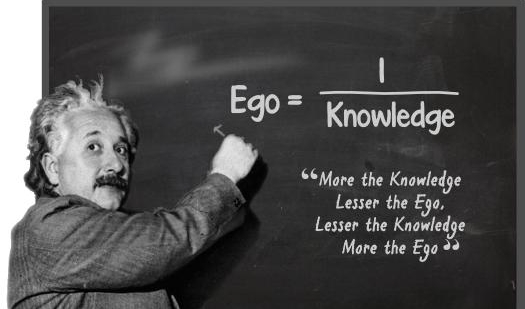 Ego = 1
Knowledge
“More the Knowledge
Lesser the Ego,
Lesser the Knowledge
More the Ego”